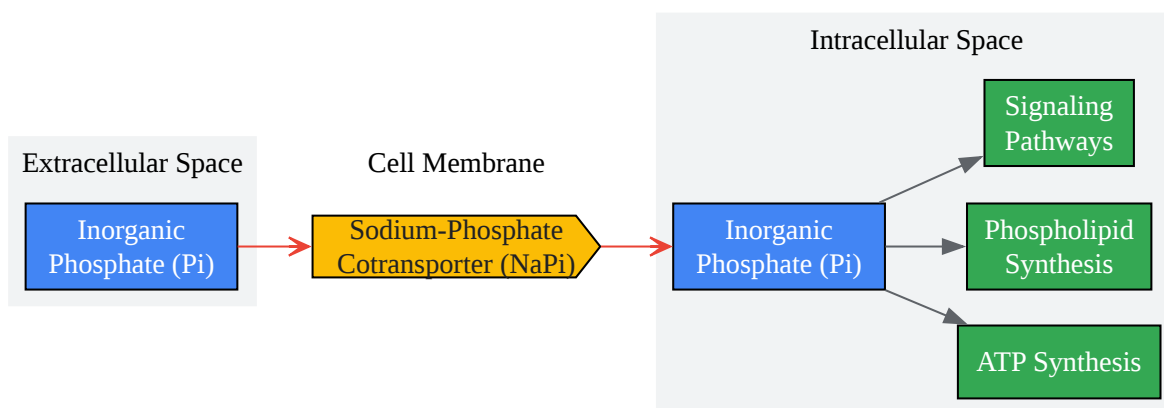 Extracellular Space
Inorganic
Phosphate (Pi)
Cell Membrane
Sodium-Phosphate
Cotransporter (NaPi)
Intracellular Space
Inorganic
Phosphate (Pi)
Signaling
Pathways
Phospholipid
Synthesis
ATP Synthesis